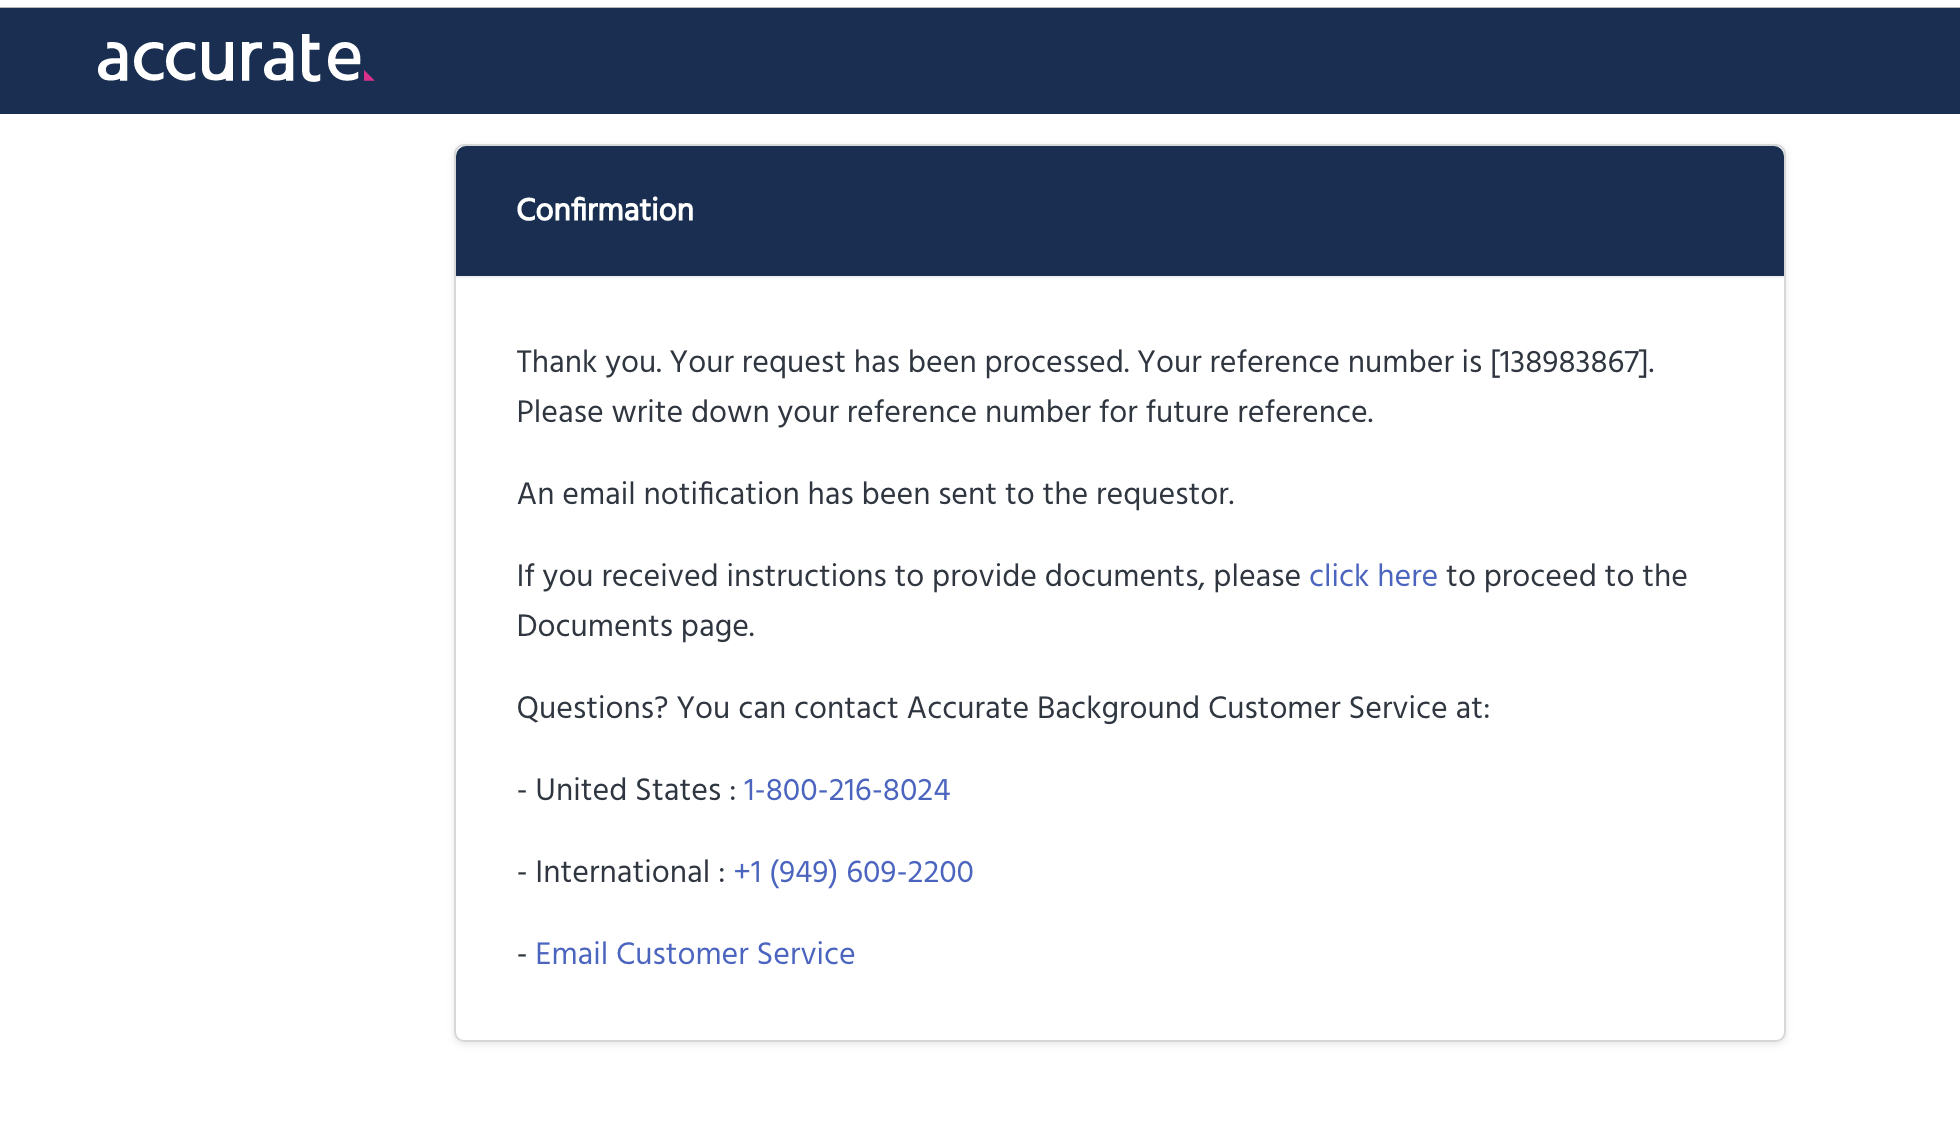 accurate.
Confirmation
Thank you. Your request has been processed. Your reference number is [138983867].
Please write down your reference number for future reference.
An email notification has been sent to the requestor.
If you received instructions to provide documents, please click here to proceed to the
Documents page.
Questions? You can contact Accurate Background Customer Service at:
- United States : 1-800-216-8024
- International : +1 (949) 609-2200
- Email Customer Service